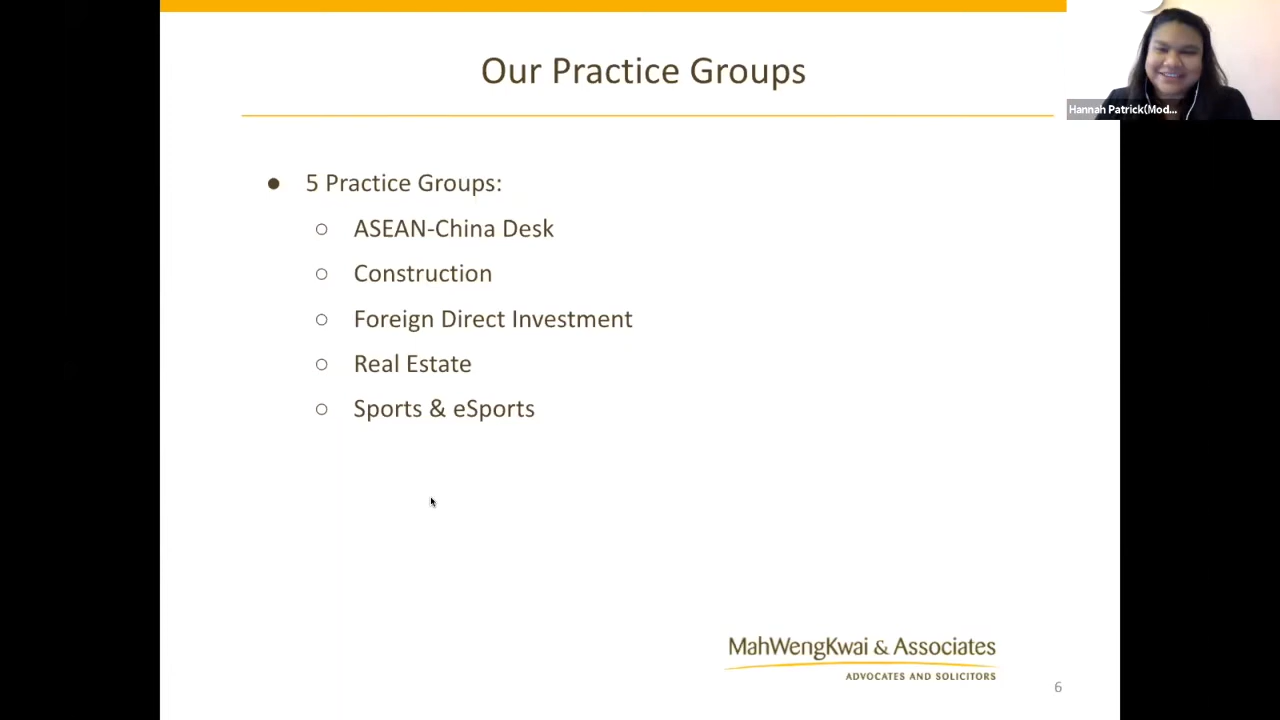 Our Practice Groups
Hannah Patrick(Mod...
● 5 Practice Groups:
○ ASEAN-China Desk
○ Construction
○ Foreign Direct Investment
○ Real Estate
○ Sports & eSports
MahWengKwai & Associates
ADVOCATES AND SOLICITORS
6